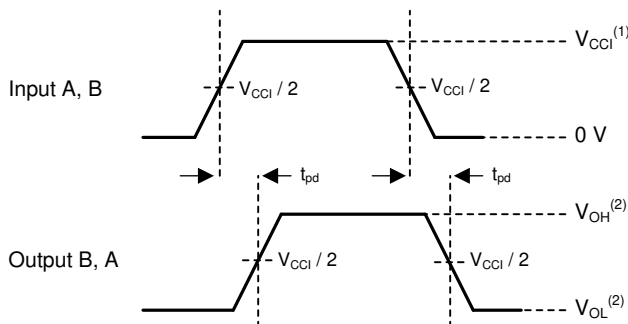 V_CCI^(1)
Input A, B
V_CCI / 2
V_CCI / 2
0 V
t_pd
t_pd
V_OH^(2)
Output B, A
V_CCI / 2
V_CCI / 2
V_OL^(2)